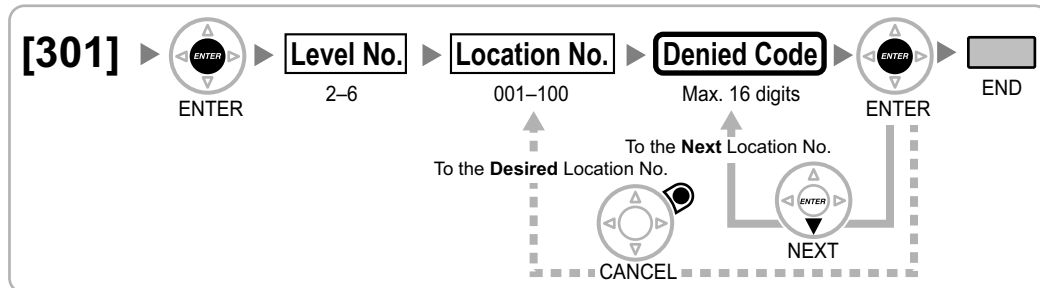 [301] ENTER Level No. Location No. Denied Code ENTER
ENTER 2–6 001–100 Max. 16 digits ENTER END
To the Next Location No.
To the Desired Location No.
ENTER
NEXT
CANCEL